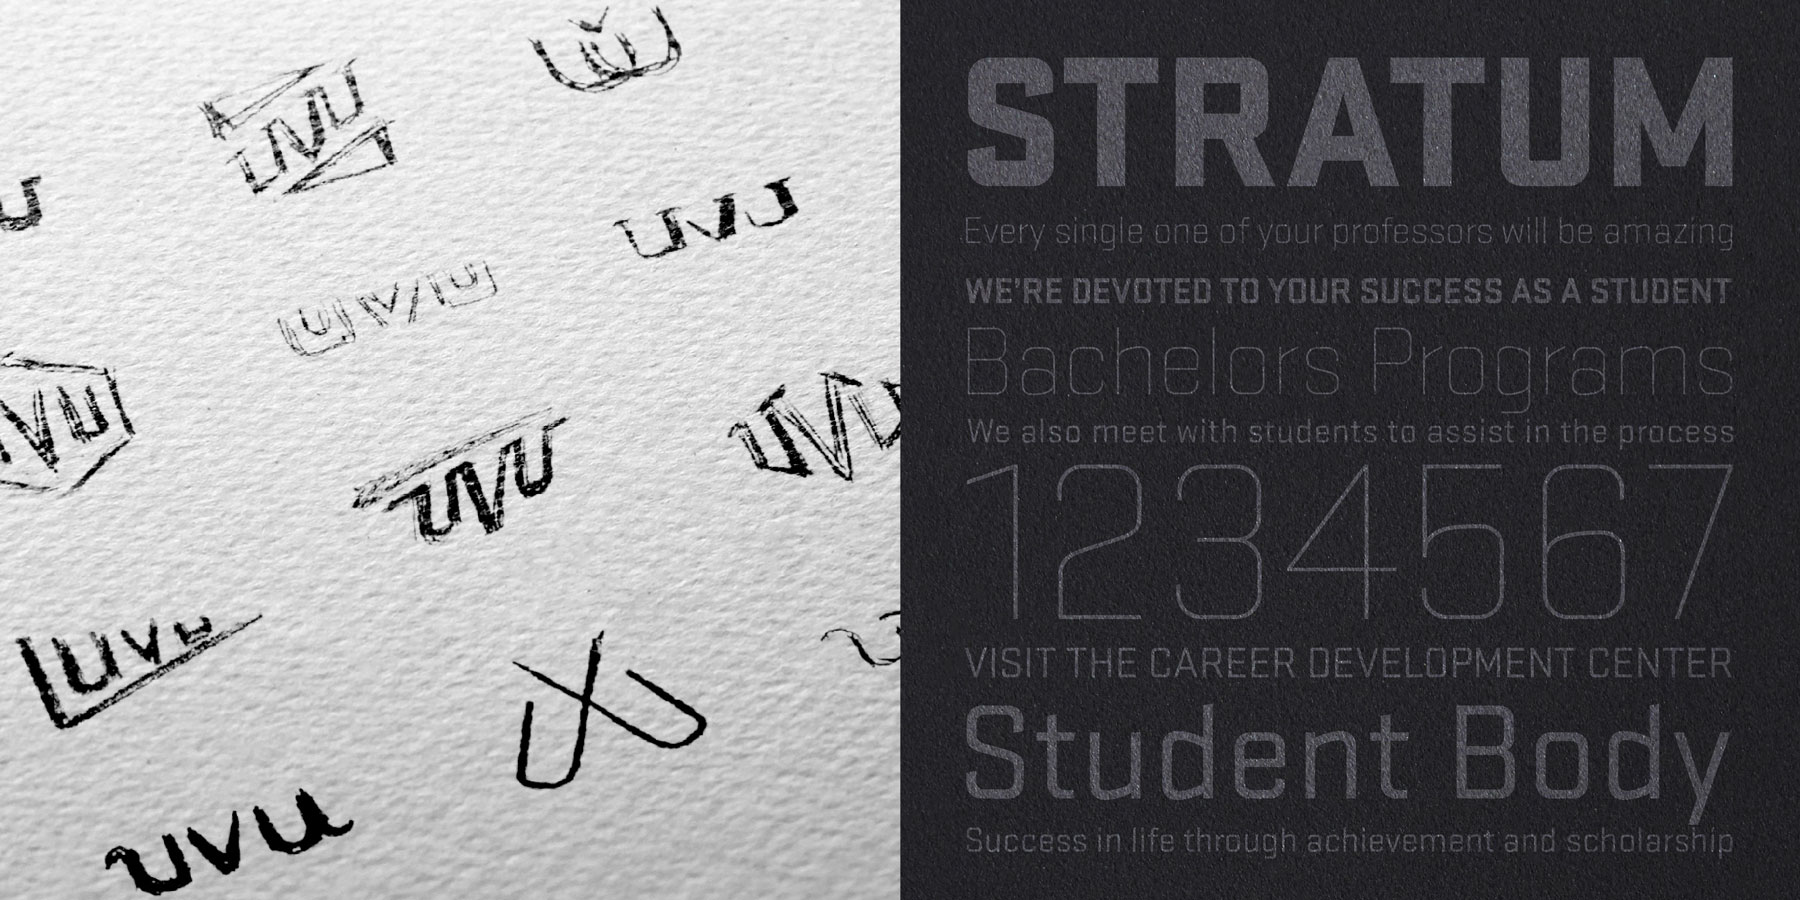 UVU
UVU
UVU
UVU
UVU
uvu
UVU
uvu
STRATUM
Every single one of your professors will be amazing
WE'RE DEVOTED TO YOUR SUCCESS AS A STUDENT
Bachelors Programs
We also meet with students to assist in the process
1234567
VISIT THE CAREER DEVELOPMENT CENTER
Student Body
Success in life through achievement and scholarship